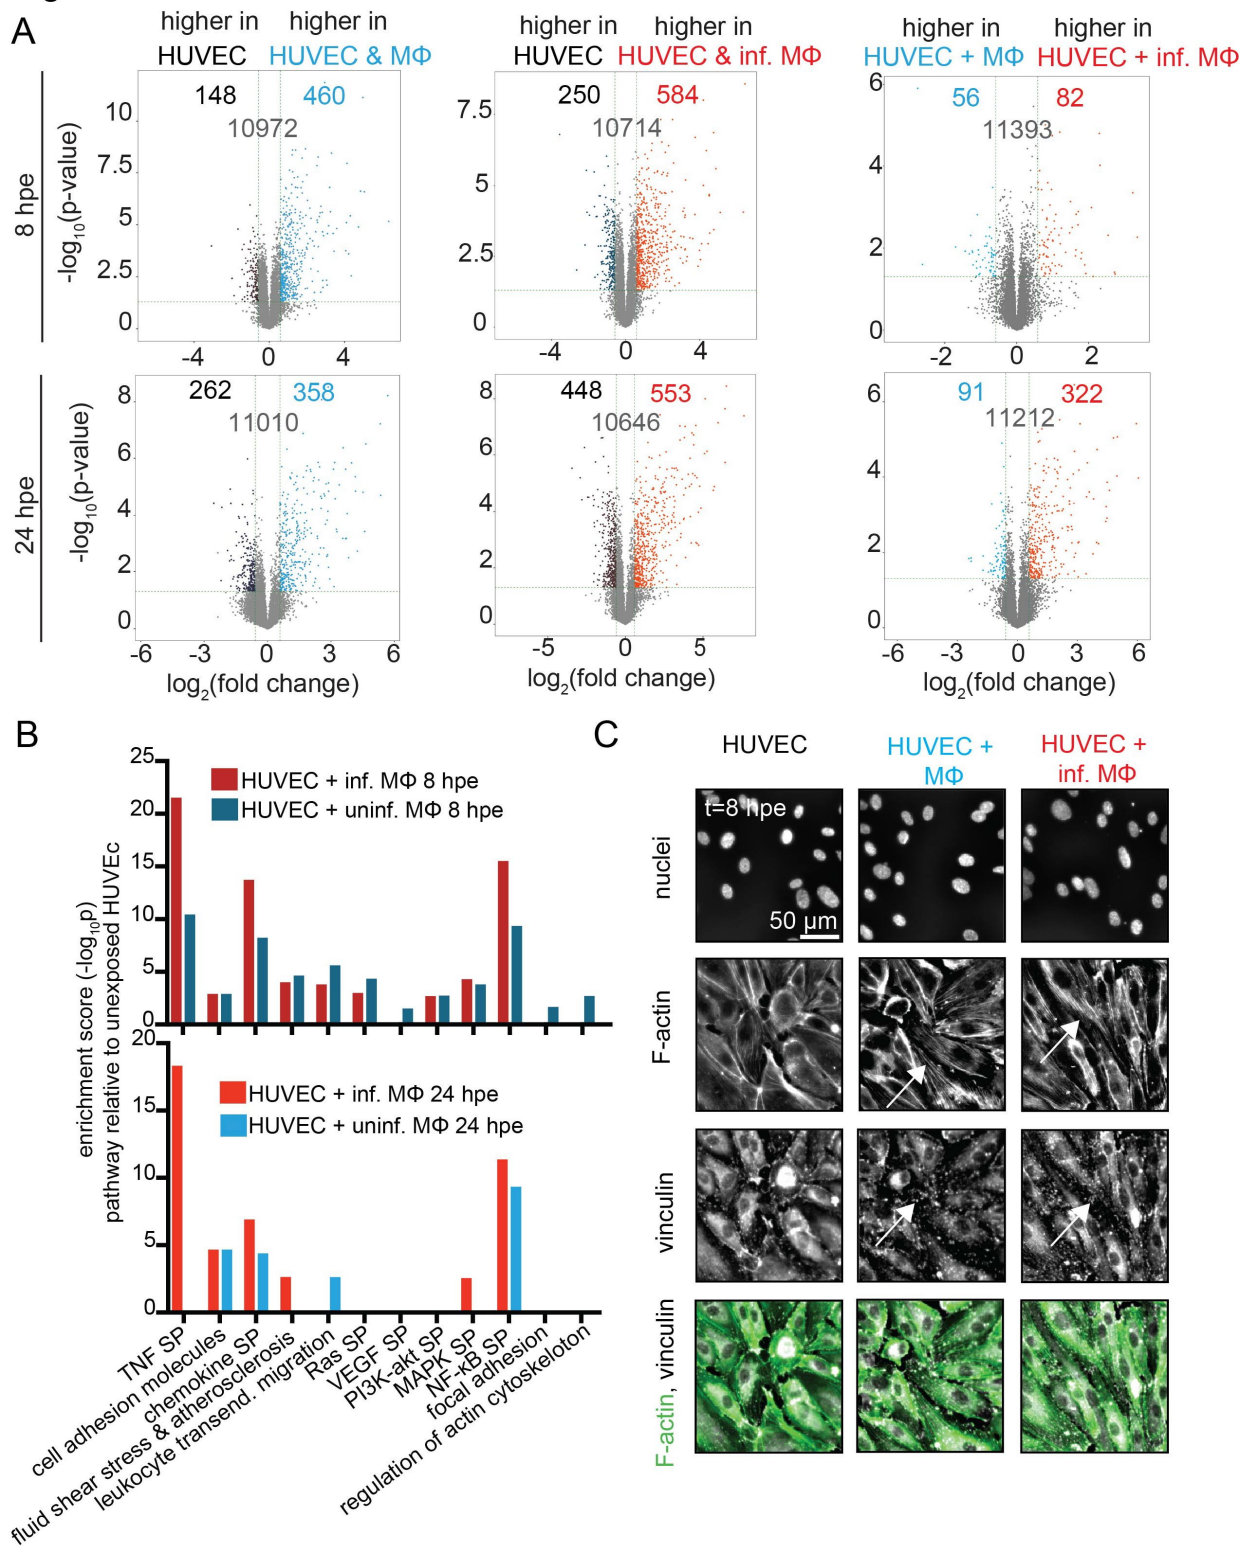 A
higher in
HUVEC
higher in
HUVEC & MΦ
higher in
HUVEC
higher in
HUVEC & inf. MΦ
higher in
HUVEC + MΦ
higher in
HUVEC + inf. MΦ
8 hpe
-log10(p-value)
148
460
10972
10
7.5
5
2.5
0
-4
0
4
250
584
10714
7.5
5
2.5
0
-4
0
4
56
82
11393
6
4
2
0
-2
0
2
24 hpe
-log10(p-value)
262
358
11010
8
6
4
2
0
-6
-3
0
3
6
log2(fold change)
448
553
10646
8
6
4
2
0
-5
0
5
log2(fold change)
91
322
11212
6
4
2
0
-6
-3
0
3
6
log2(fold change)
B
enrichment score (-log10p)
pathway relative to unexposed HUVEc
25
20
15
10
5
0
HUVEC + inf. MΦ 8 hpe
HUVEC + uninf. MΦ 8 hpe
20
15
10
5
0
HUVEC + inf. MΦ 24 hpe
HUVEC + uninf. MΦ 24 hpe
TNF SP
cell adhesion molecules
chemokine SP
fluid shear stress & atherosclerosis
leukocyte transend. migration
Ras SP
VEGF SP
PI3K-akt SP
MAPK SP
NF-κB SP
focal adhesion
regulation of actin cytoskeloton
C
HUVEC
HUVEC +
MΦ
HUVEC +
inf. MΦ
nuclei
t=8 hpe
50 µm
F-actin
vinculin
F-actin, vinculin